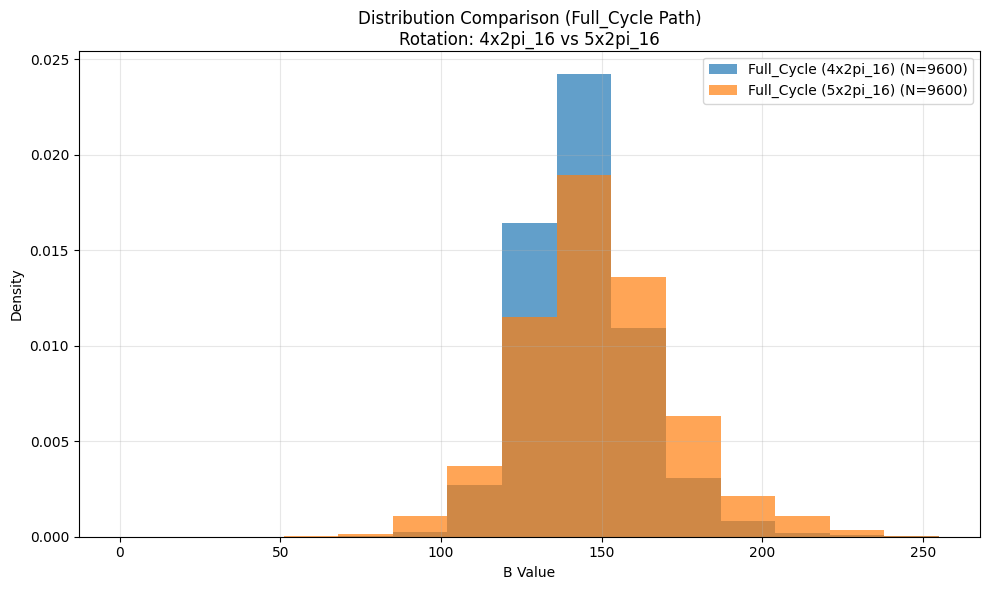 Distribution Comparison (Full_Cycle Path)
Rotation: 4x2pi_16 vs 5x2pi_16
Full_Cycle (4x2pi_16) (N=9600)
Full_Cycle (5x2pi_16) (N=9600)
0.025
0.020
0.015
0.010
0.005
0.000
Density
0 50 100 150 200 250
B Value